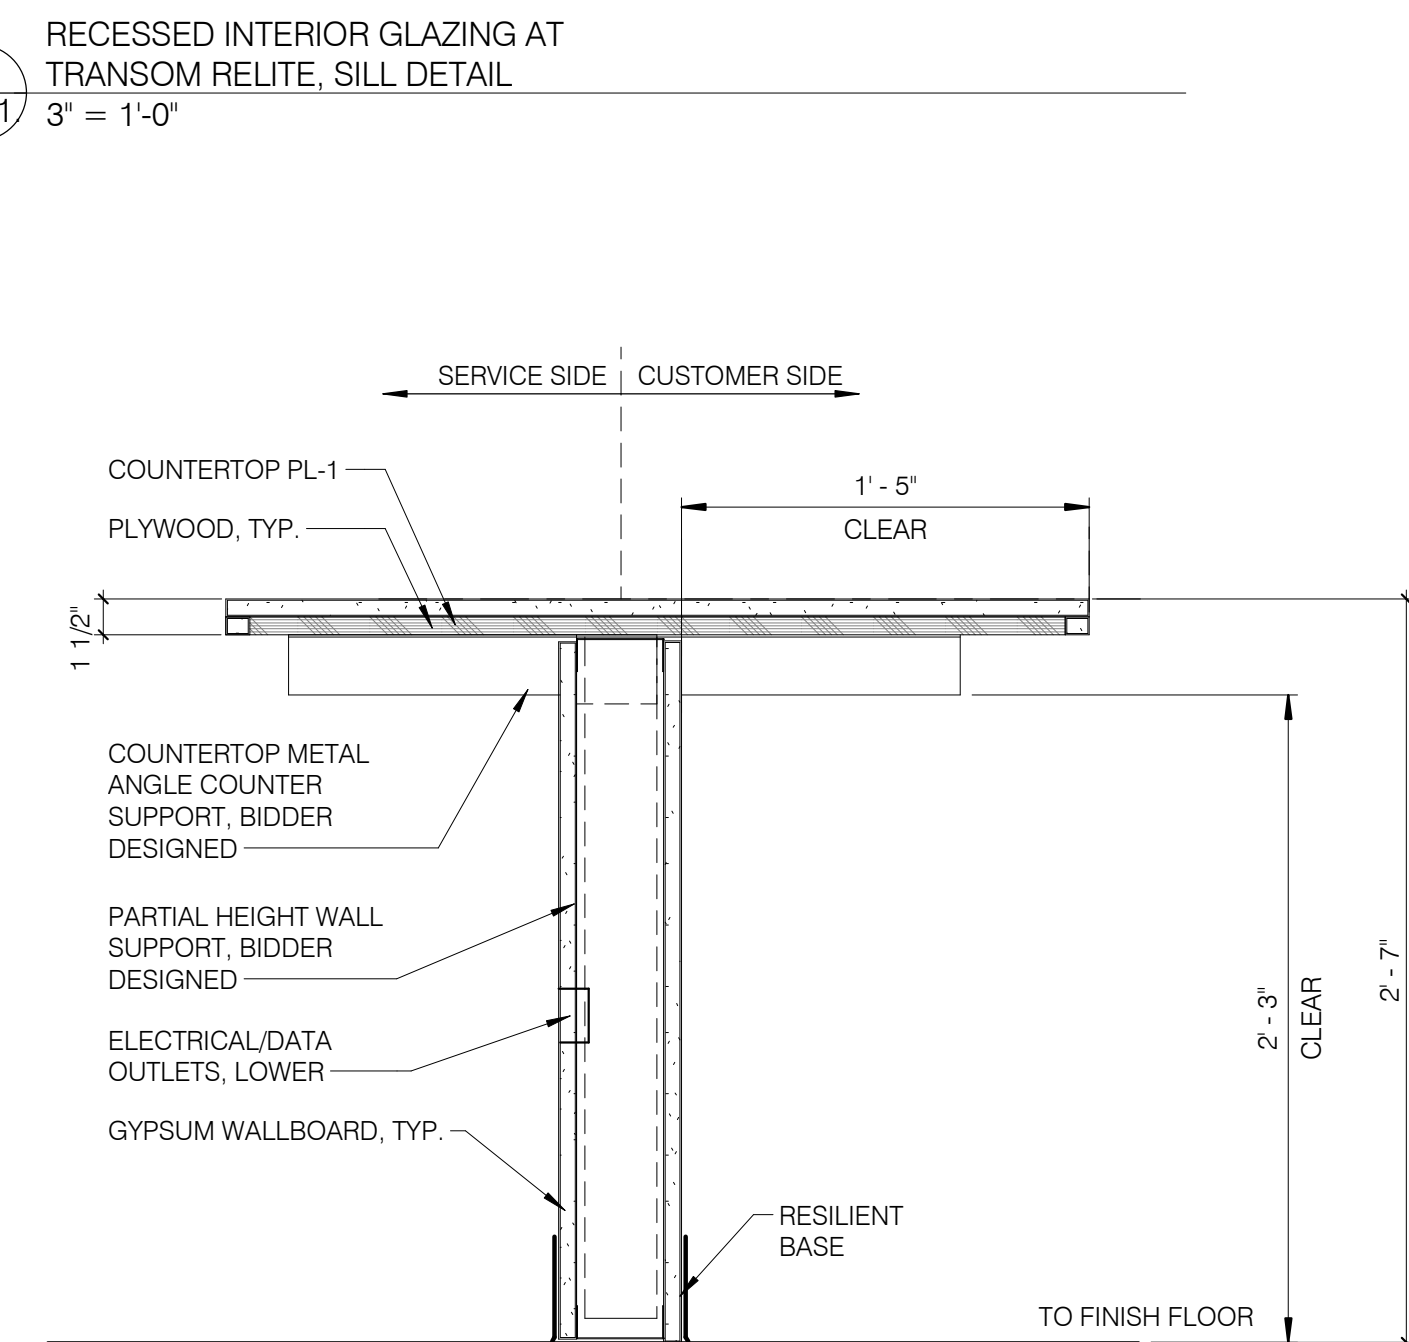 RECESSED INTERIOR GLAZING AT
TRANSOM RELITE, SILL DETAIL
1
3" = 1'-0"
SERVICE SIDE
CUSTOMER SIDE
COUNTERTOP PL-1
1' - 5"
PLYWOOD, TYP.
CLEAR
1 1/2"
COUNTERTOP METAL
ANGLE COUNTER
SUPPORT, BIDDER
DESIGNED
PARTIAL HEIGHT WALL
SUPPORT, BIDDER
DESIGNED
2' - 3"
CLEAR
2' - 7"
ELECTRICAL/DATA
OUTLETS, LOWER
GYPSUM WALLBOARD, TYP.
RESILIENT
BASE
TO FINISH FLOOR